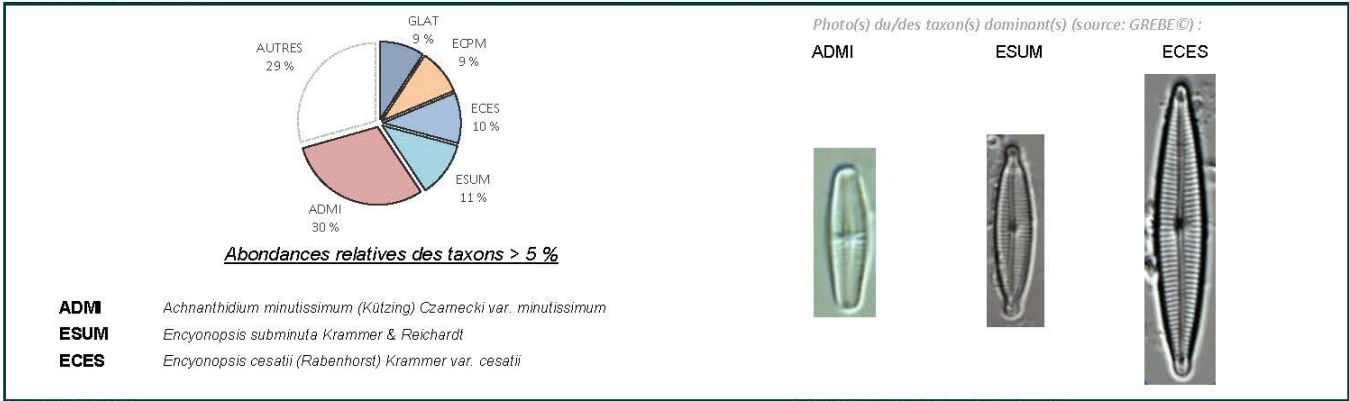 GLAT
9 %
ECPM
9 %
AUTRES
29 %
ECES
10 %
ESUM
11 %
ADMI
30 %
Abondances relatives des taxons > 5 %
ADMI Achnanthidium minutissimum (Kützing) Czarnecki var. minutissimum
ESUM Encyonopsis subminuta Krammer & Reichardt
ECES Encyonopsis cesatii (Rabenhorst) Krammer var. cesatii
Photo(s) du/des taxon(s) dominant(s) (source: GREBE©) :
ADMI ESUM ECES